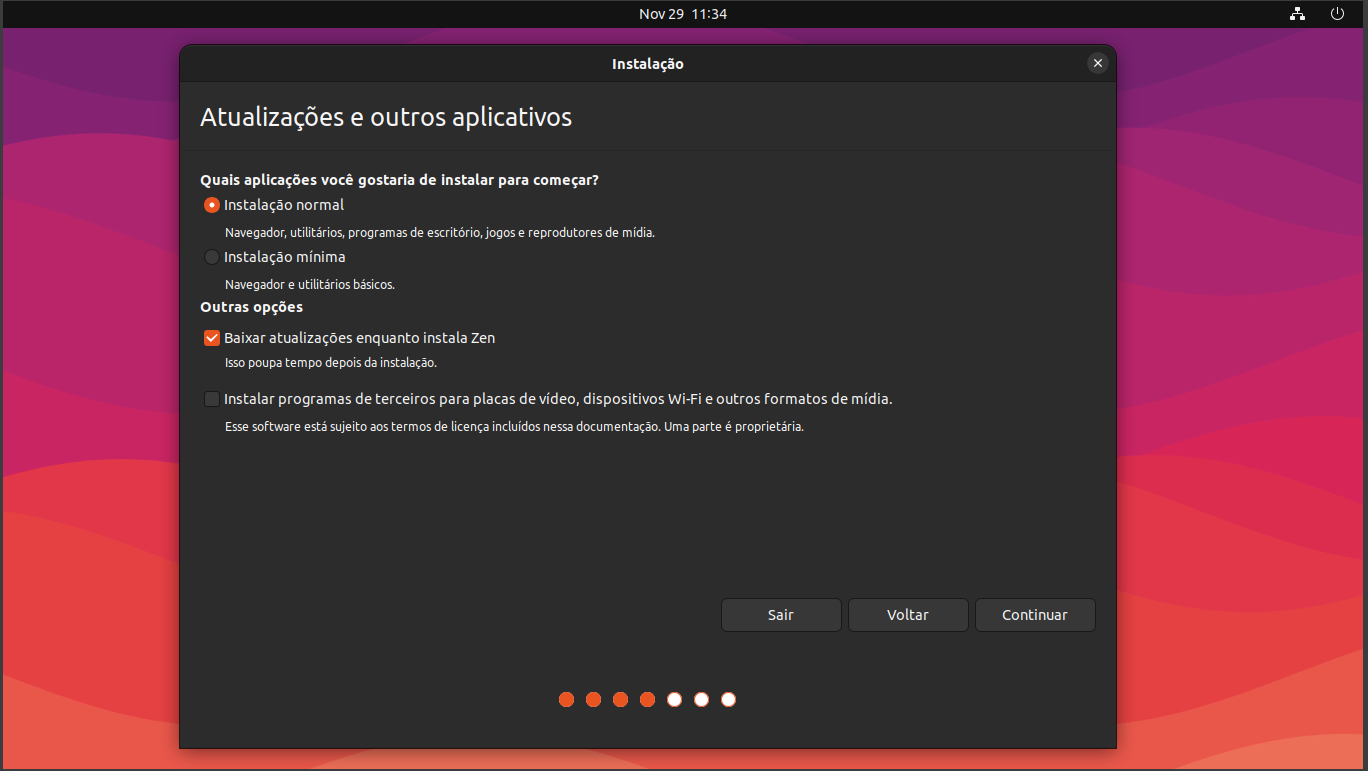 Nov 29 11:34
Instalação
Atualizações e outros aplicativos
Quais aplicações você gostaria de instalar para começar?
Instalação normal
Navegador, utilitários, programas de escritório, jogos e reprodutores de mídia.
Instalação mínima
Navegador e utilitários básicos.
Outras opções
Baixar atualizações enquanto instala Zen
Isso poupa tempo depois da instalação.
Instalar programas de terceiros para placas de vídeo, dispositivos Wi-Fi e outros formatos de mídia.
Esse software está sujeito aos termos de licença incluídos nessa documentação. Uma parte é proprietária.
Sair Voltar Continuar